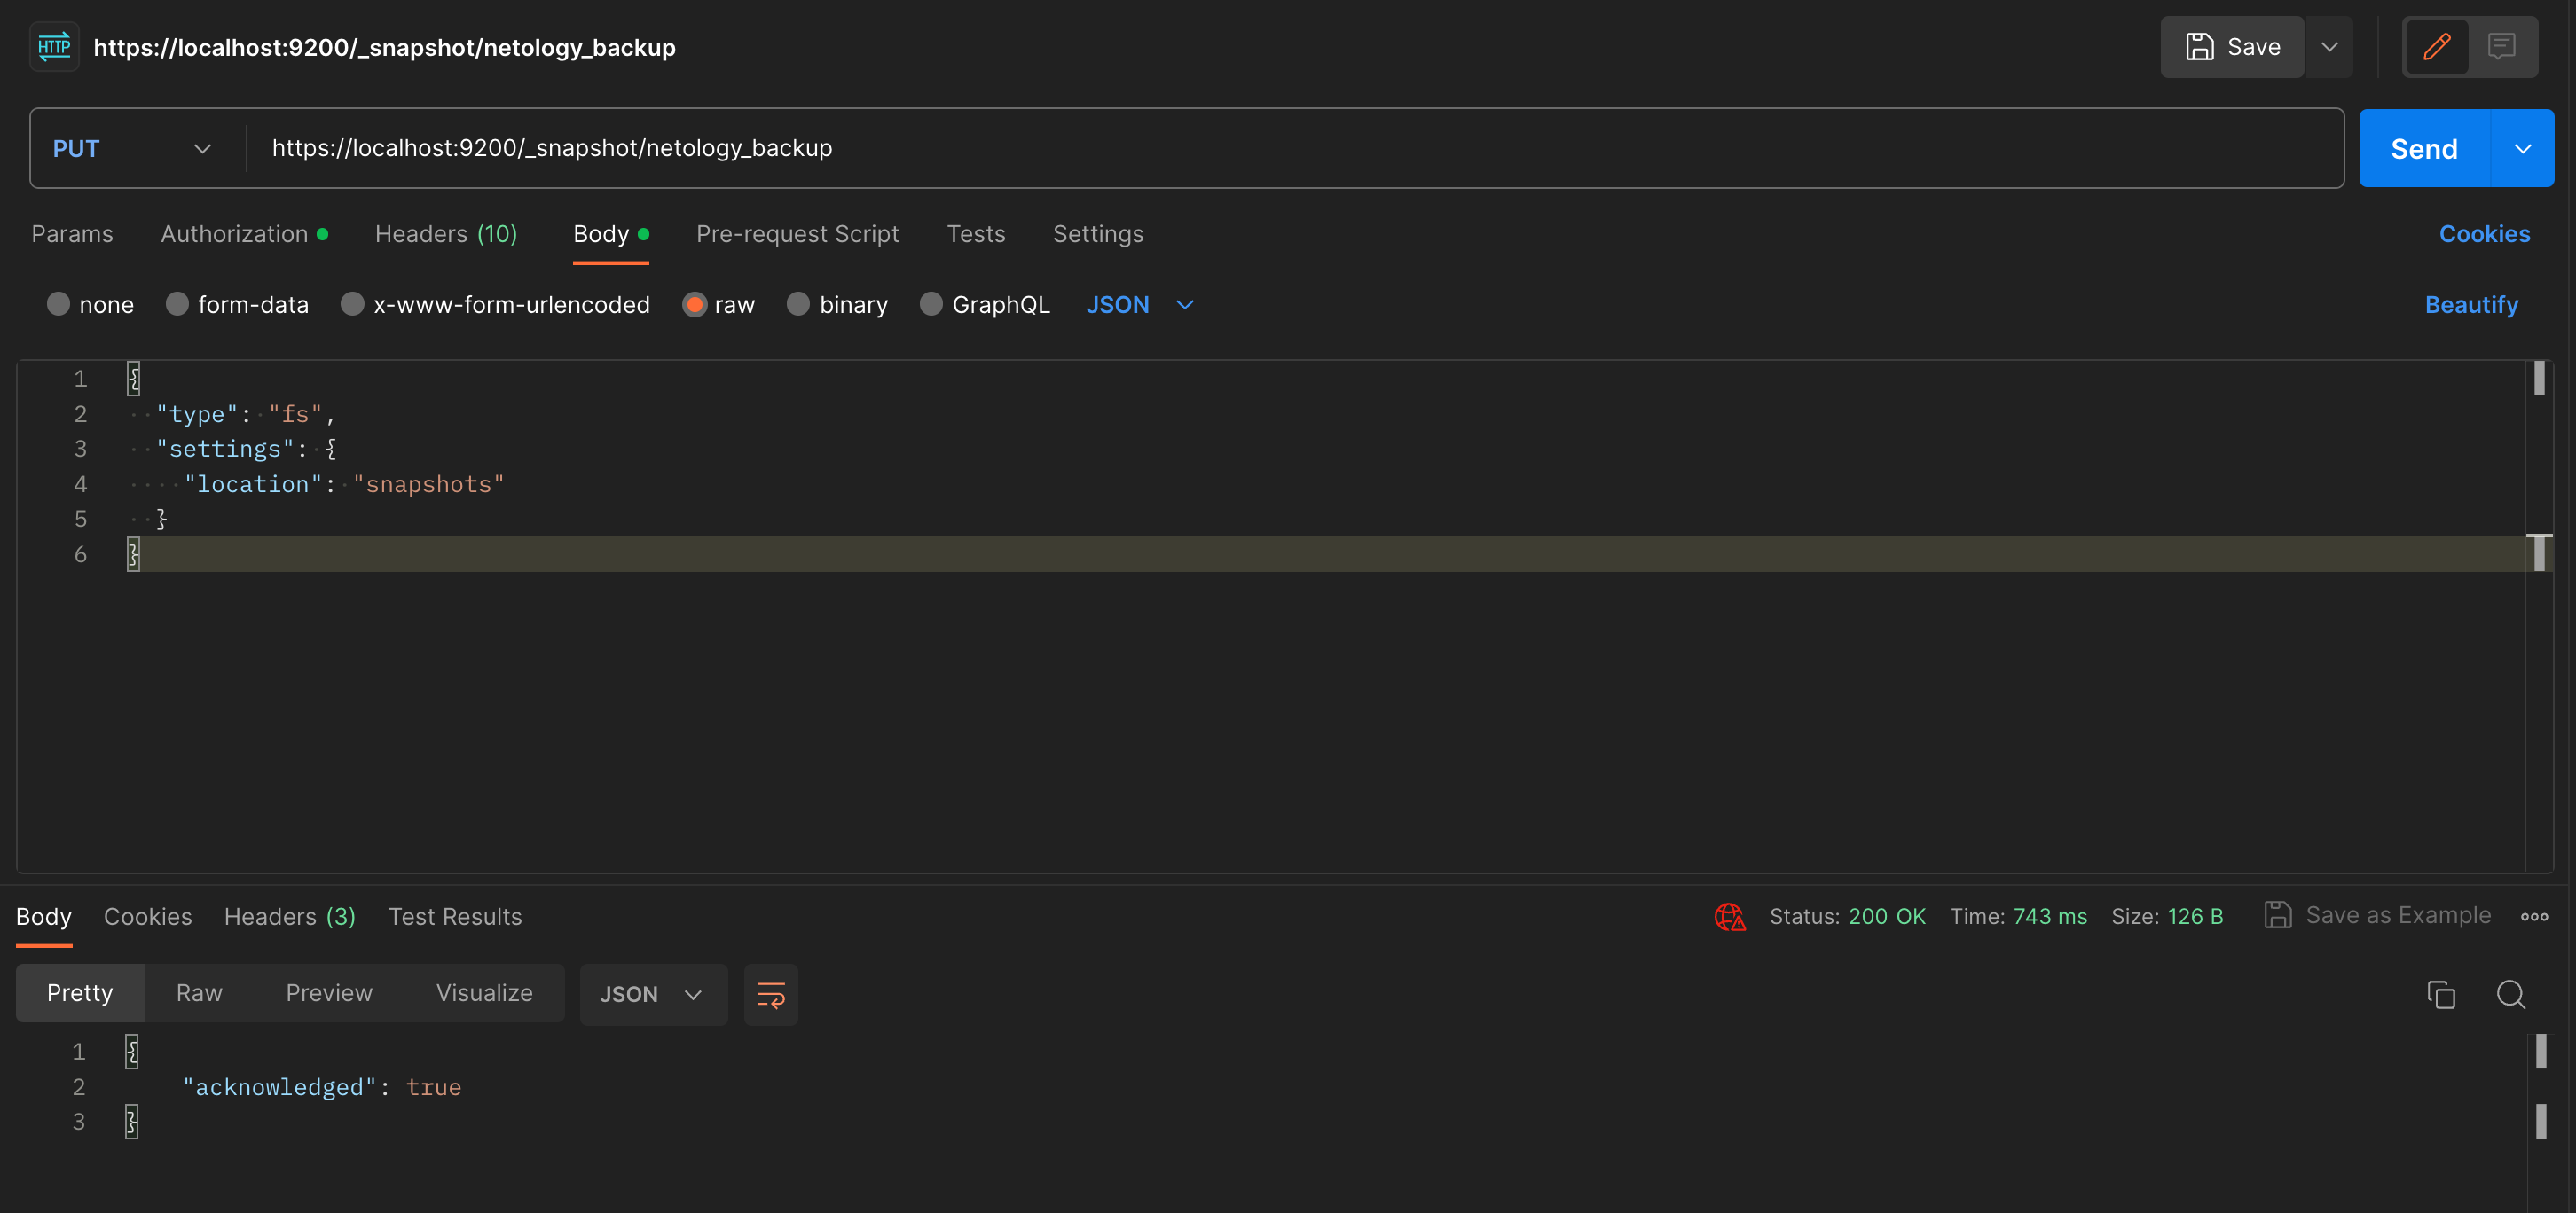 HTTP https://localhost:9200/_snapshot/netology_backup Save
PUT https://localhost:9200/_snapshot/netology_backup Send
Params Authorization Headers (10) Body Pre-request Script Tests Settings Cookies
none form-data x-www-form-urlencoded raw binary GraphQL JSON Beautify
1 {
2 "type": "fs",
3 "settings": {
4 "location": "snapshots"
5 }
6 }
Body Cookies Headers (3) Test Results Status: 200 OK Time: 743 ms Size: 126 B Save as Example
Pretty Raw Preview Visualize JSON
1 {
2 "acknowledged": true
3 }